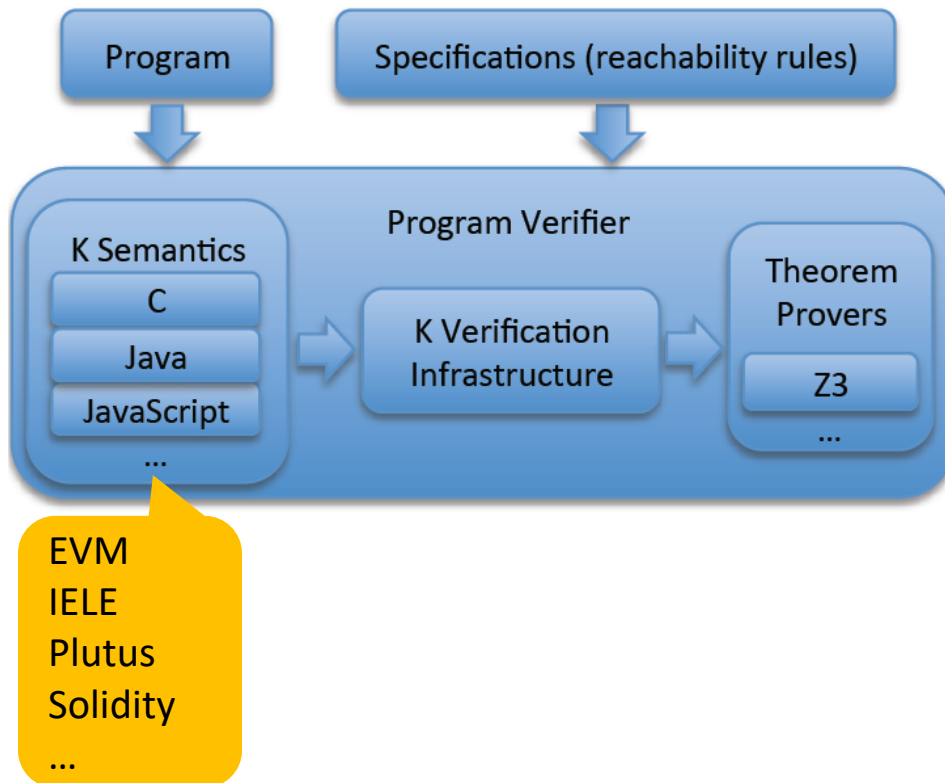 Program
Specifications (reachability rules)
Program Verifier
K Semantics
C
Java
JavaScript
...
K Verification
Infrastructure
Theorem
Provers
Z3
...
EVM
IELE
Plutus
Solidity
...